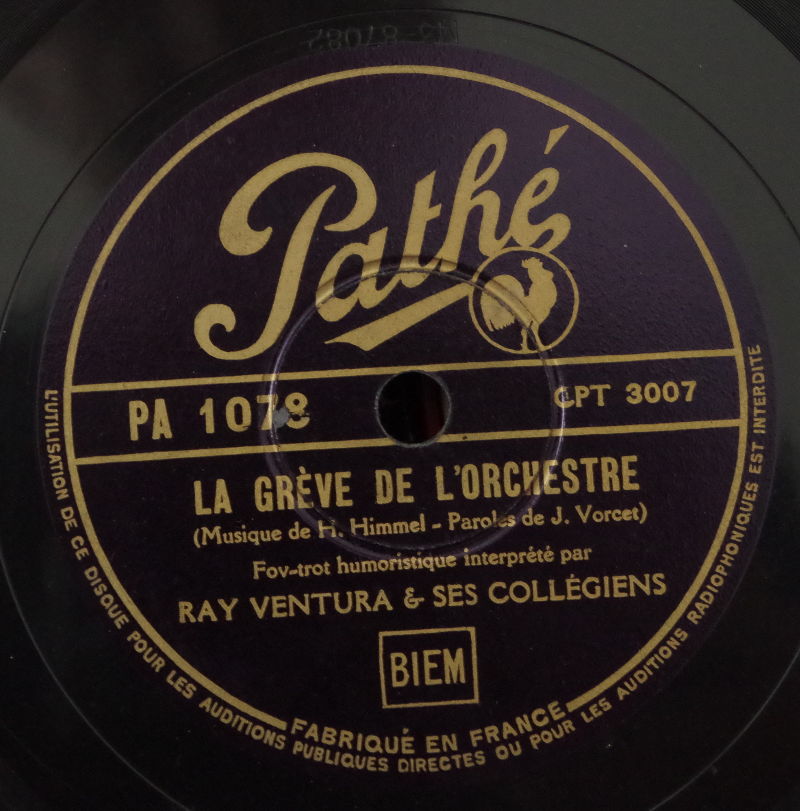 M3-87082
Pathé
PA 1078
CPT 3007
LA GRÈVE DE L'ORCHESTRE
(Musique de H. Himmel - Paroles de J. Vorcet)
Fov-trot humoristique interprété par
RAY VENTURA & SES COLLÉGIENS
BIEM
FABRIQUÉ EN FRANCE
L'UTILISATION DE CE DISQUE POUR LES AUDITIONS PUBLIQUES DIRECTES OU POUR LES AUDITIONS RADIOPHONIQUES EST INTERDITE